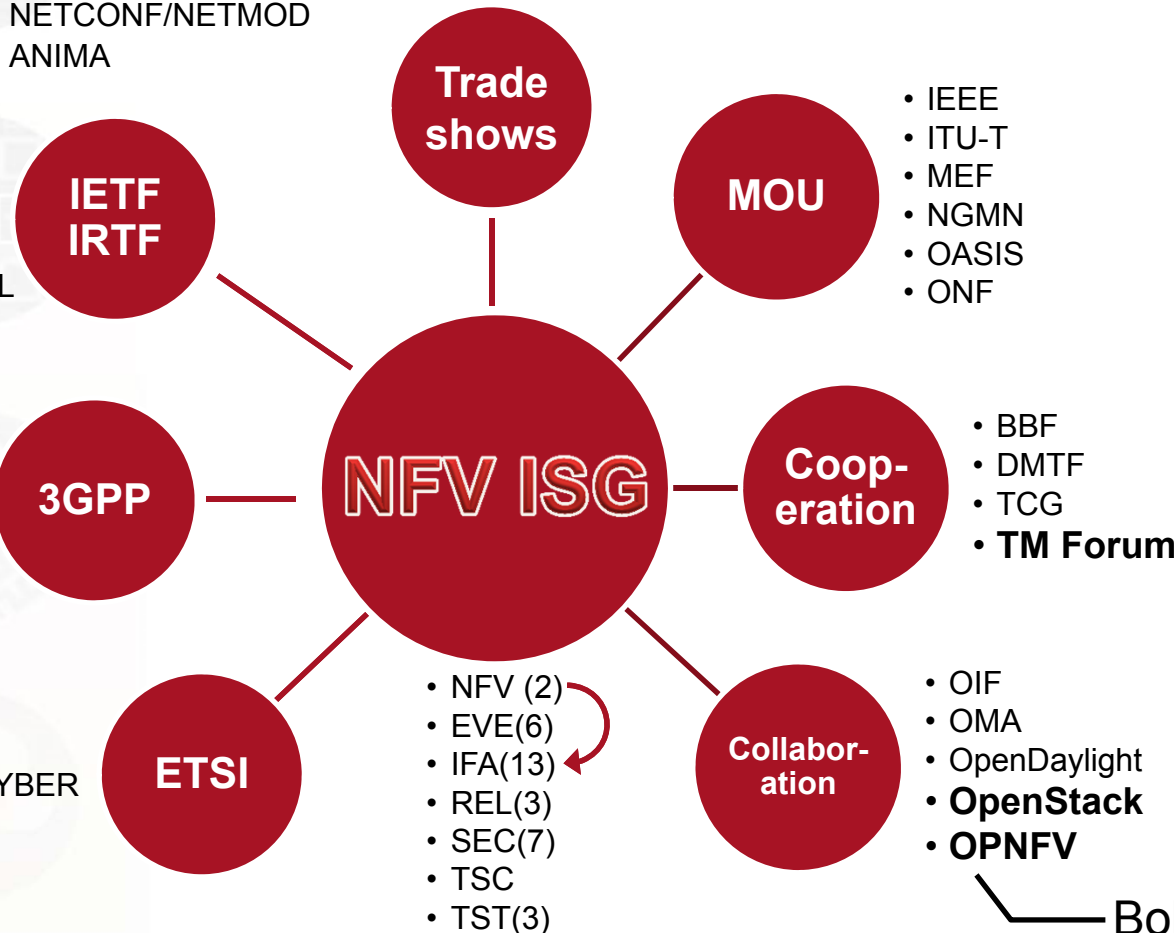 NETCONF/NETMOD
ANIMA
Trade
shows
IETF
IRTF
MOU
• IEEE
• ITU-T
• MEF
• NGMN
• OASIS
• ONF
NFV ISG
3GPP
Coop-
eration
• BBF
• DMTF
• TCG
• TM Forum
ETSI
• NFV (2)
• EVE(6)
• IFA(13)
• REL(3)
• SEC(7)
• TSC
• TST(3)
Collabor-
ation
• OIF
• OMA
• OpenDaylight
• OpenStack
• OPNFV